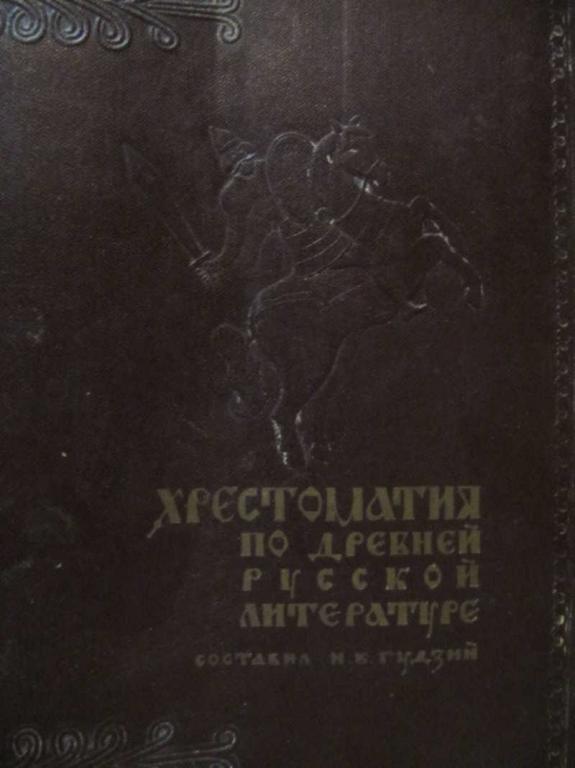 ХРЕСТОМАТИЯ
ПО ДРЕВНЕЙ
РУССКОЙ
ЛИТЕРАТУРЕ
СОСТАВИЛ Н. К. ГУДЗИЙ